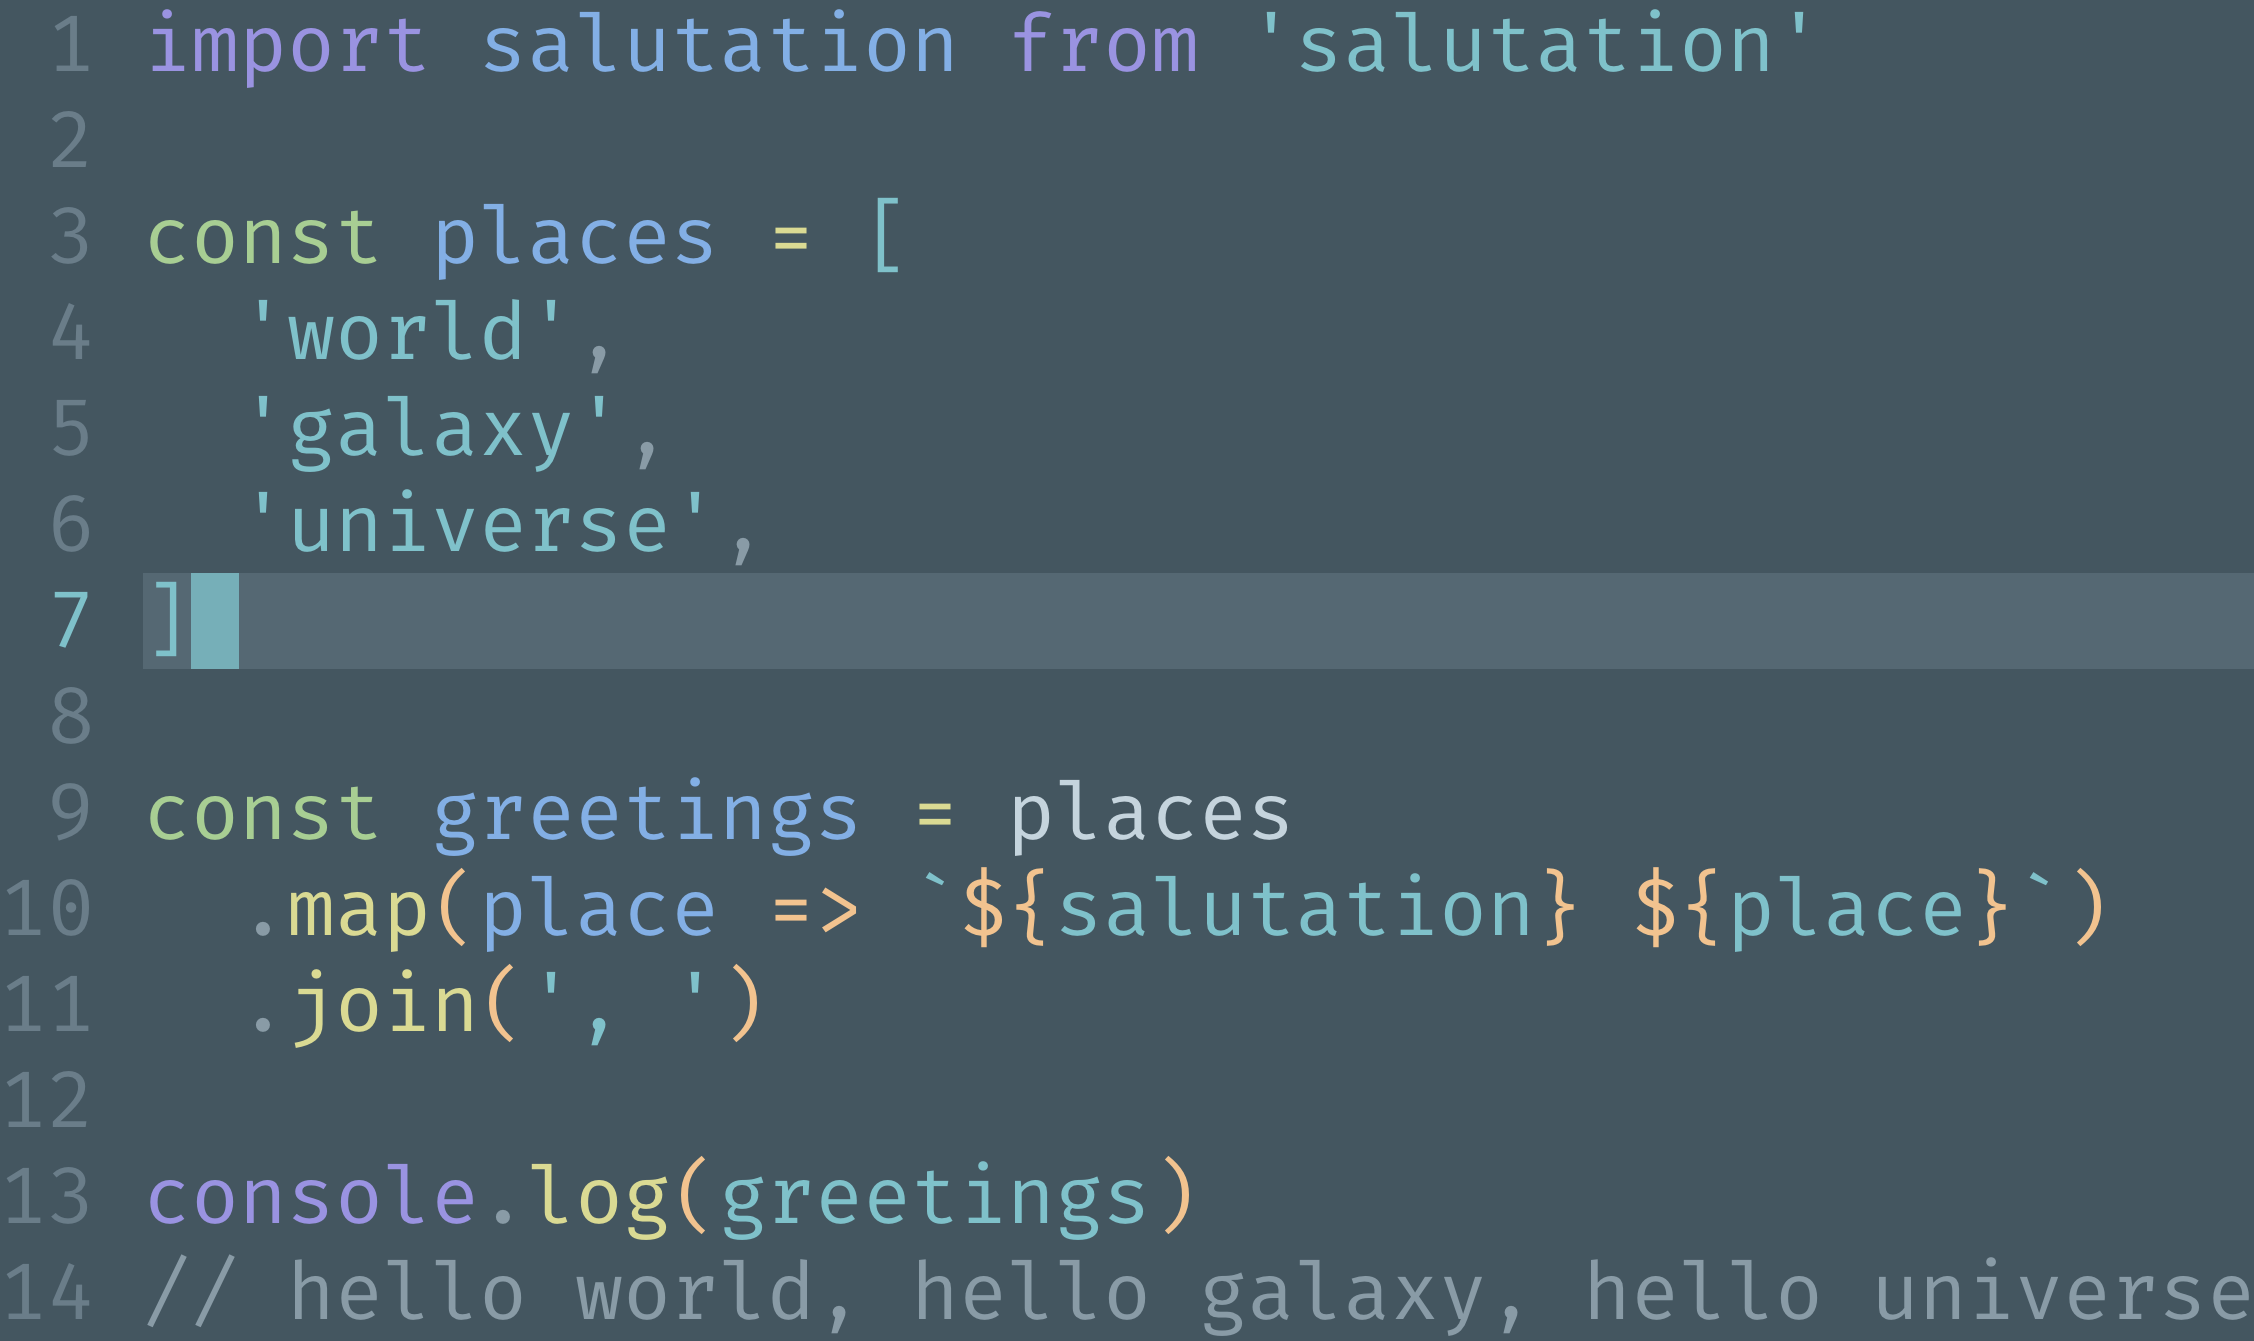 1 import salutation from 'salutation'
2
3 const places = [
4   'world',
5   'galaxy',
6   'universe',
7 ]
8
9 const greetings = places
10   .map(place => `${salutation} ${place}`)
11   .join(', ')
12
13 console.log(greetings)
14 // hello world, hello galaxy, hello universe